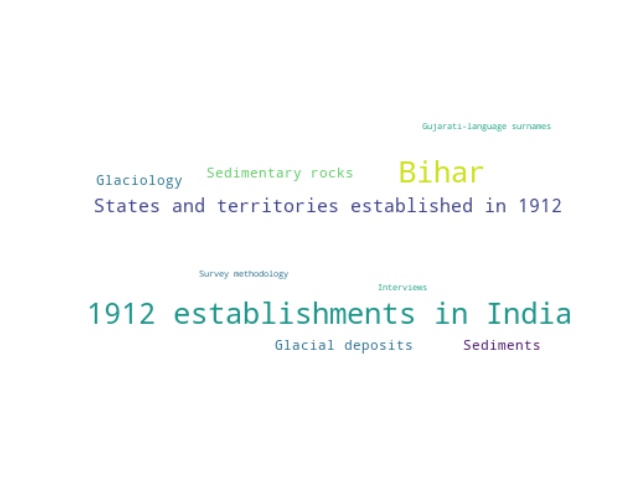 Gujarati-language surnames
Bihar
Sedimentary rocks
Glaciology
States and territories established in 1912
Survey methodology
Interviews
1912 establishments in India
Glacial deposits
Sediments